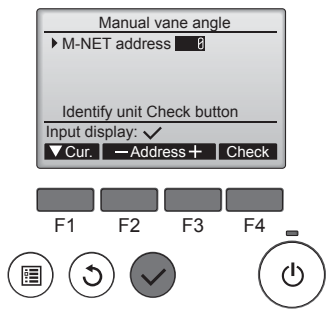 Manual vane angle
M-NET address 0
Identify unit Check button
Input display: ✓
▼Cur. －Address＋ Check
F1 F2 F3 F4